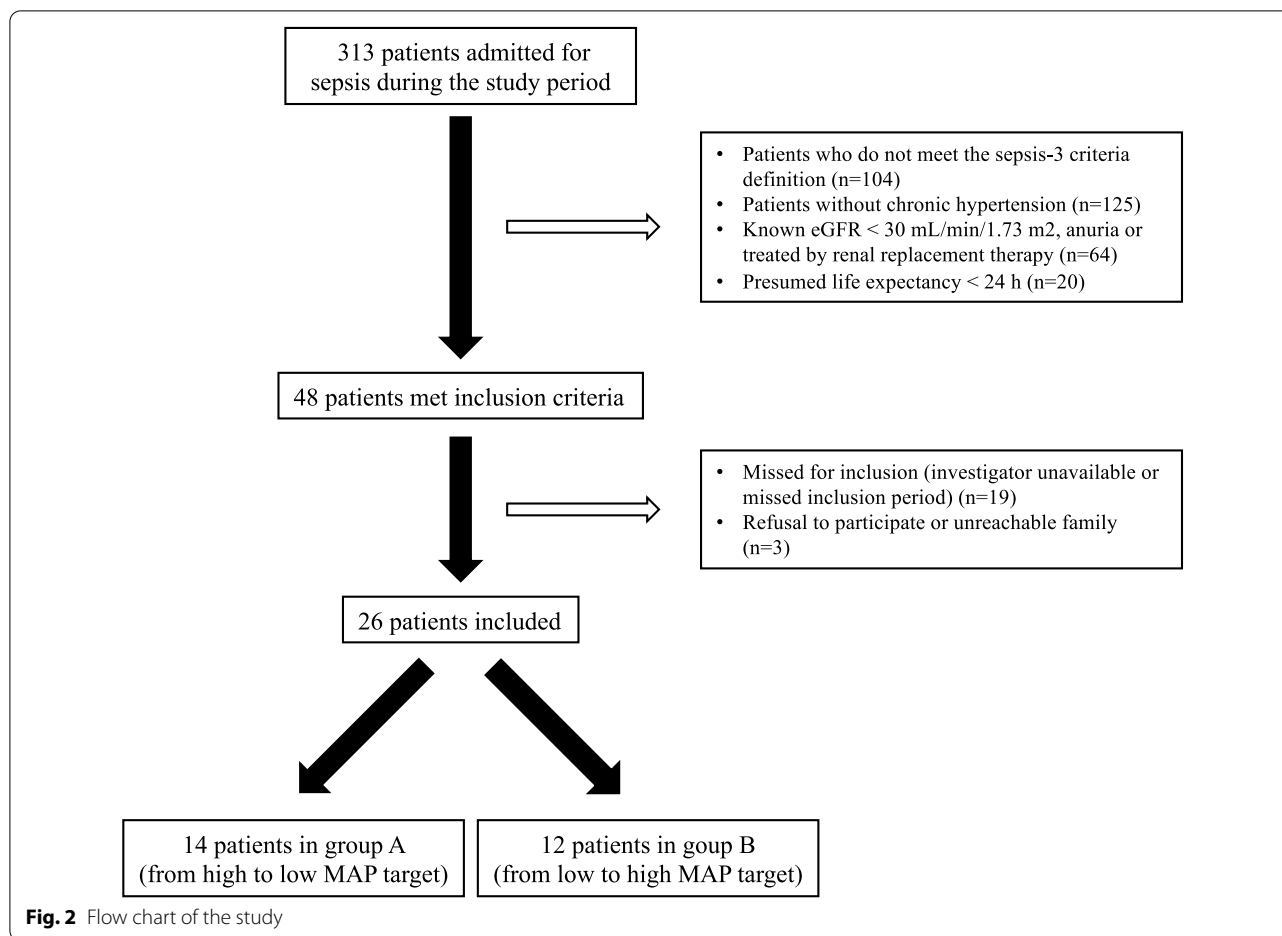 313 patients admitted for
sepsis during the study period
• Patients who do not meet the sepsis-3 criteria
definition (n=104)
• Patients without chronic hypertension (n=125)
• Known eGFR < 30 mL/min/1.73 m2, anuria or
treated by renal replacement therapy (n=64)
• Presumed life expectancy < 24 h (n=20)
48 patients met inclusion criteria
• Missed for inclusion (investigator unavailable or
missed inclusion period) (n=19)
• Refusal to participate or unreachable family
(n=3)
26 patients included
14 patients in group A
(from high to low MAP target)
12 patients in goup B
(from low to high MAP target)
Fig. 2 Flow chart of the study